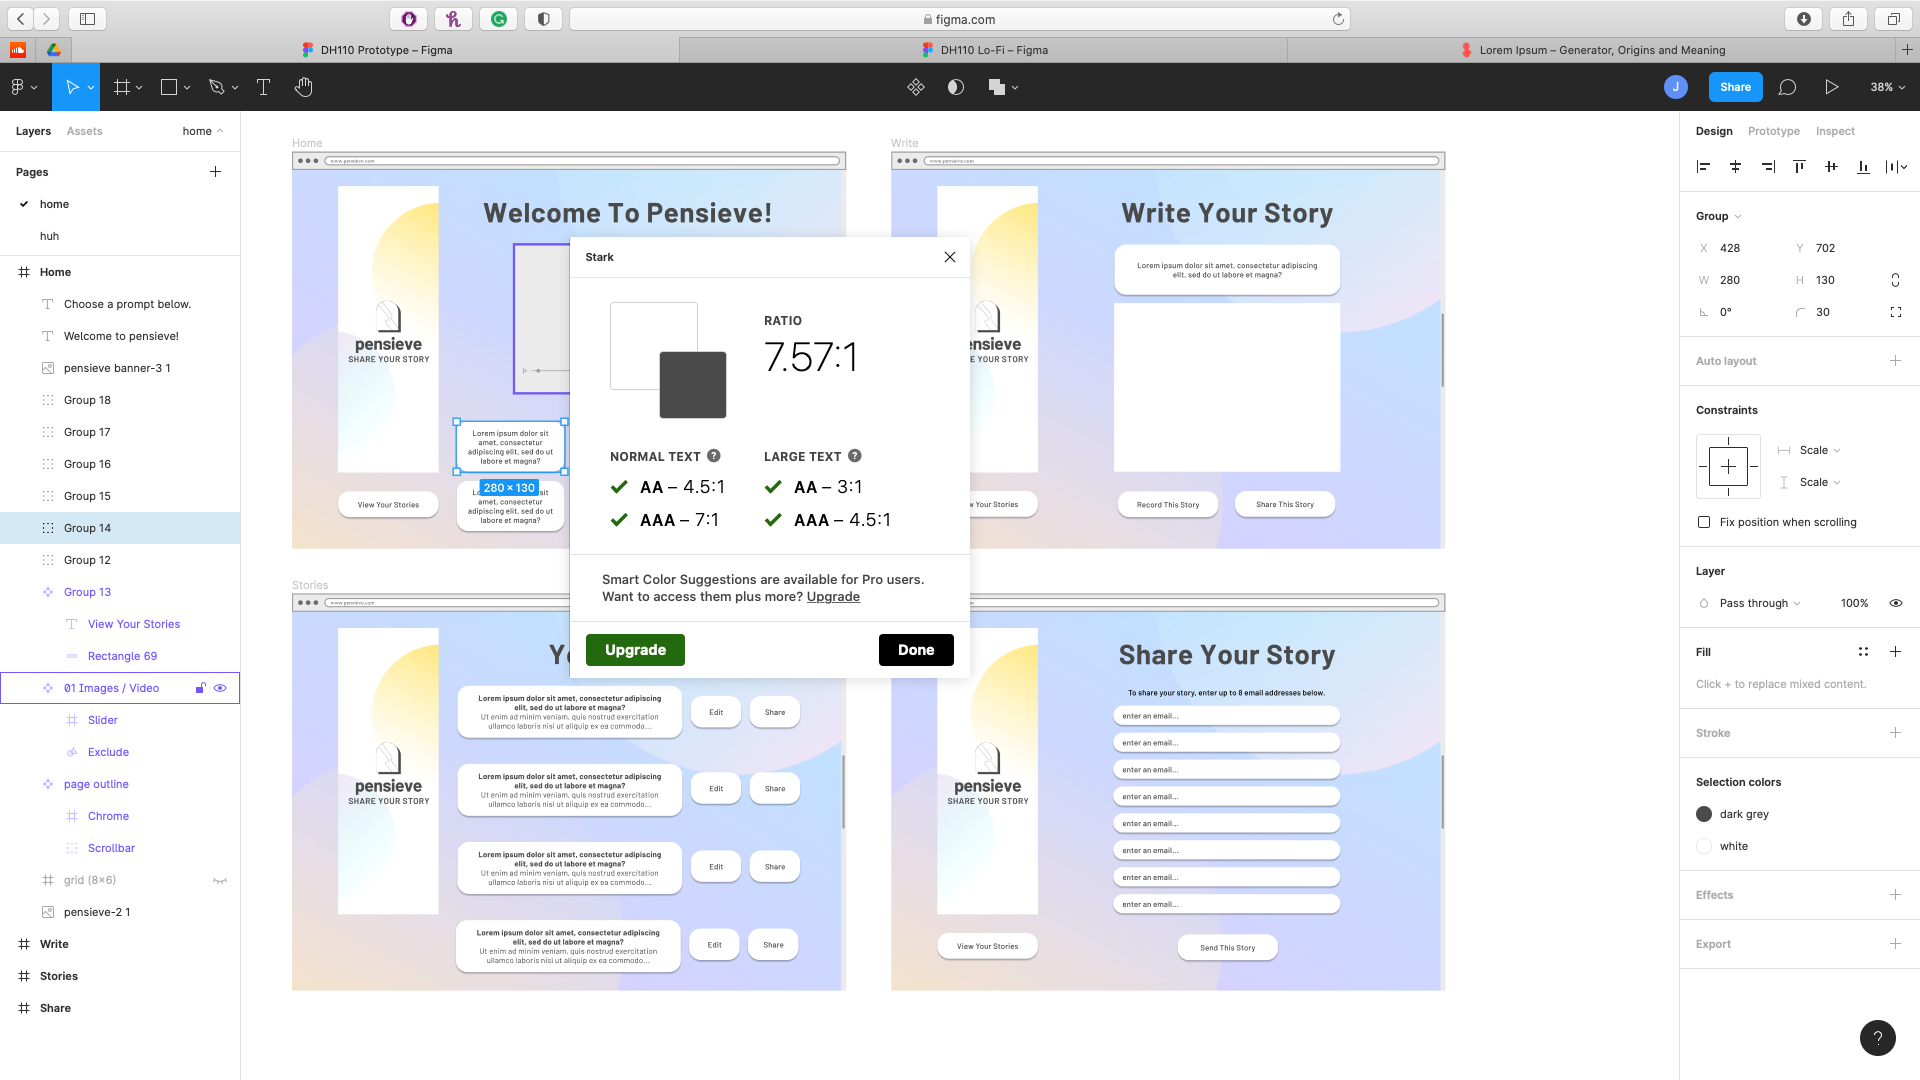 figma.com
DH110 Prototype – Figma
DH110 Lo-Fi – Figma
Lorem Ipsum – Generator, Origins and Meaning
J
Share
38%
Layers
Assets
home
Pages
home
huh
Home
Choose a prompt below.
Welcome to pensieve!
pensieve banner-3 1
Group 18
Group 17
Group 16
Group 15
Group 14
Group 12
Group 13
View Your Stories
Rectangle 69
01 Images / Video
Slider
Exclude
page outline
Chrome
Scrollbar
grid (8×6)
pensieve-2 1
Write
Stories
Share
Home
www.pensieve.com
Welcome To Pensieve!
pensieve
SHARE YOUR STORY
Lorem ipsum dolor sit
amet, consectetur
adipiscing elit, sed do ut
labore et magna?
280 × 130
amet, consectetur
adipiscing elit, sed do ut
labore et magna?
View Your Stories
Write
www.pensieve.com
Write Your Story
Lorem ipsum dolor sit amet, consectetur adipiscing
elit, sed do ut labore et magna?
nsieve
RE YOUR STORY
w Your Stories
Record This Story
Share This Story
Stark
RATIO
7.57:1
NORMAL TEXT ?
LARGE TEXT ?
AA – 4.5:1
AA – 3:1
AAA – 7:1
AAA – 4.5:1
Smart Color Suggestions are available for Pro users.
Want to access them plus more? Upgrade
Upgrade
Done
Stories
www.pensieve.com
pensieve
SHARE YOUR STORY
Lorem ipsum dolor sit amet, consectetur adipiscing
elit, sed do ut labore et magna?
Ut enim ad minim veniam, quis nostrud exercitation
ullamco laboris nisi ut aliquip ex ea commodo...
Edit
Share
Lorem ipsum dolor sit amet, consectetur adipiscing
elit, sed do ut labore et magna?
Ut enim ad minim veniam, quis nostrud exercitation
ullamco laboris nisi ut aliquip ex ea commodo...
Edit
Share
Lorem ipsum dolor sit amet, consectetur adipiscing
elit, sed do ut labore et magna?
Ut enim ad minim veniam, quis nostrud exercitation
ullamco laboris nisi ut aliquip ex ea commodo...
Edit
Share
Lorem ipsum dolor sit amet, consectetur adipiscing
elit, sed do ut labore et magna?
Ut enim ad minim veniam, quis nostrud exercitation
ullamco laboris nisi ut aliquip ex ea commodo...
Edit
Share
Share Your Story
To share your story, enter up to 8 email addresses below.
enter an email...
enter an email...
enter an email...
enter an email...
enter an email...
enter an email...
enter an email...
enter an email...
pensieve
SHARE YOUR STORY
View Your Stories
Send This Story
Design
Prototype
Inspect
Group
X 428
Y 702
W 280
H 130
0°
30
Auto layout
Constraints
Scale
Scale
Fix position when scrolling
Layer
Pass through
100%
Fill
Click + to replace mixed content.
Stroke
Selection colors
dark grey
white
Effects
Export
?